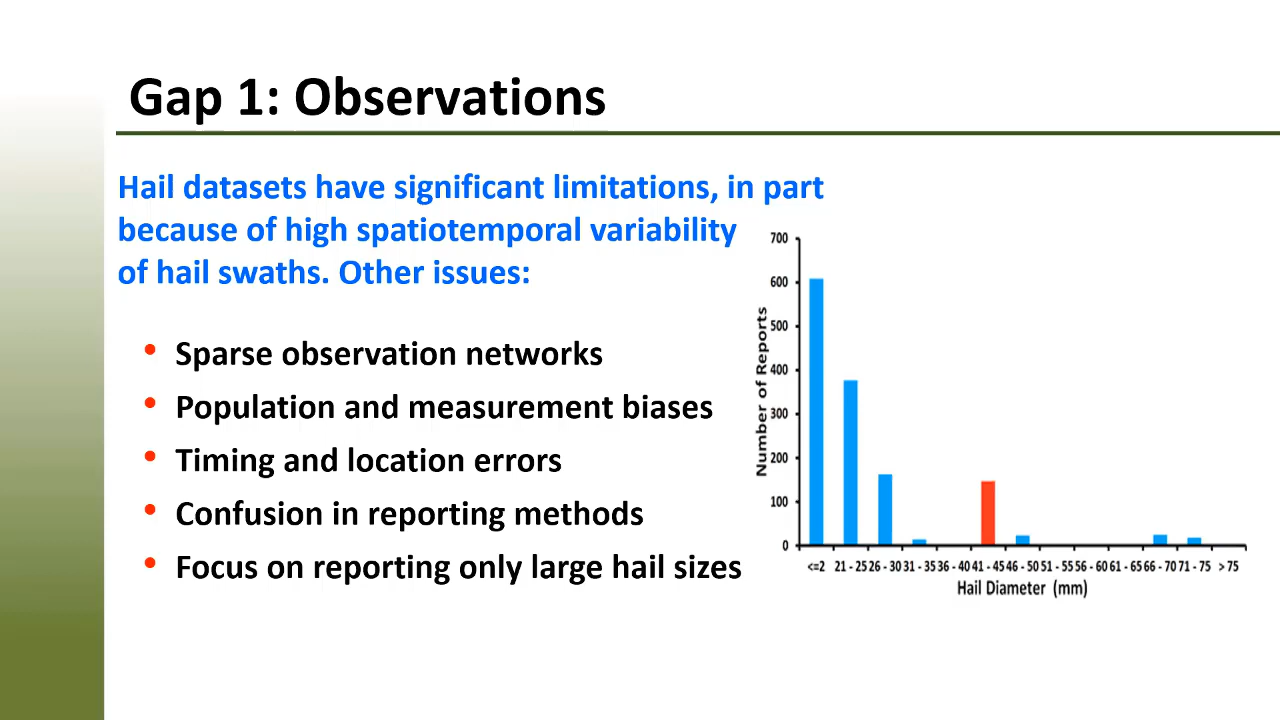 Gap 1: Observations
Hail datasets have significant limitations, in part
because of high spatiotemporal variability
of hail swaths. Other issues:
• Sparse observation networks
• Population and measurement biases
• Timing and location errors
• Confusion in reporting methods
• Focus on reporting only large hail sizes
Number of Reports
700
600
500
400
300
200
100
0
<=2 21 - 25 26 - 30 31 - 35 36 - 40 41 - 45 46 - 50 51 - 55 56 - 60 61 - 65 66 - 70 71 - 75 > 75
Hail Diameter (mm)